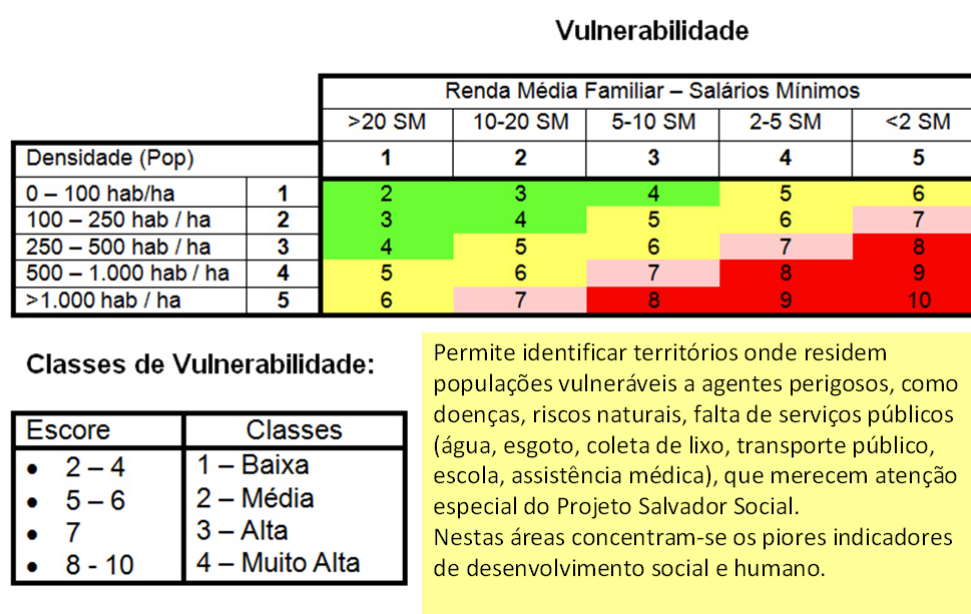 Vulnerabilidade
Renda Média Familiar – Salários Mínimos
>20 SM 10-20 SM 5-10 SM 2-5 SM <2 SM
Densidade (Pop) 1 2 3 4 5
0 – 100 hab/ha 1 2 3 4 5 6
100 – 250 hab / ha 2 3 4 5 6 7
250 – 500 hab / ha 3 4 5 6 7 8
500 – 1.000 hab / ha 4 5 6 7 8 9
>1.000 hab / ha 5 6 7 8 9 10
Classes de Vulnerabilidade:
Escore Classes
• 2 – 4 1 – Baixa
• 5 – 6 2 – Média
• 7 3 – Alta
• 8 - 10 4 – Muito Alta
Permite identificar territórios onde residem
populações vulneráveis a agentes perigosos, como
doenças, riscos naturais, falta de serviços públicos
(água, esgoto, coleta de lixo, transporte público,
escola, assistência médica), que merecem atenção
especial do Projeto Salvador Social.
Nestas áreas concentram-se os piores indicadores
de desenvolvimento social e humano.